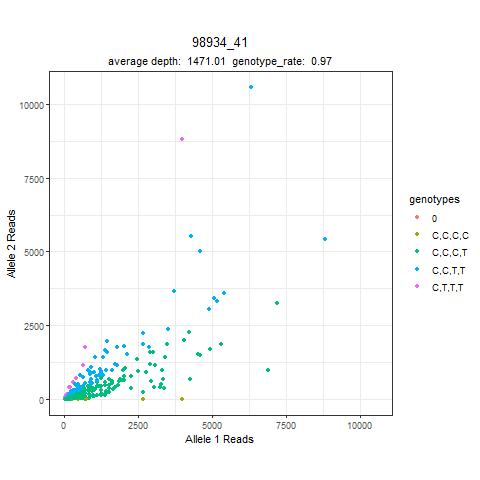 98934_41
average depth:  1471.01  genotype_rate:  0.97
10000
7500
5000
2500
0
Allele 2 Reads
0
2500
5000
7500
10000
Allele 1 Reads
genotypes
0
C,C,C,C
C,C,C,T
C,C,T,T
C,T,T,T